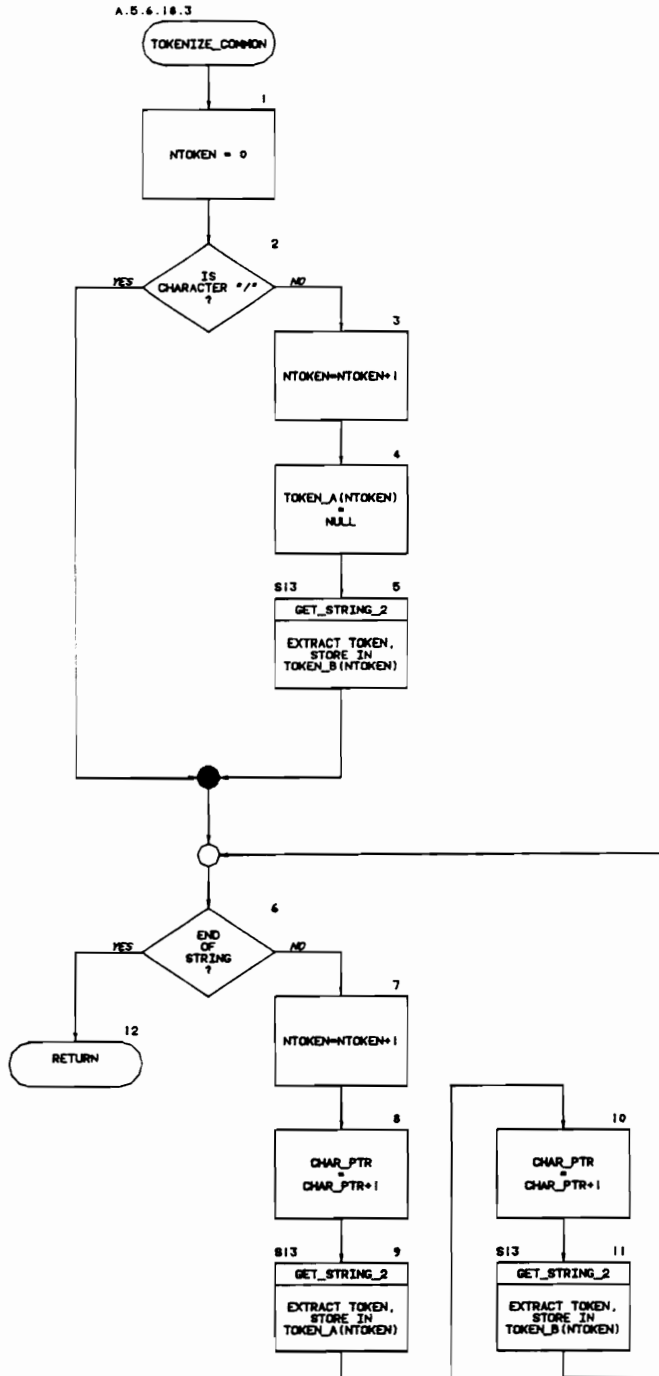 A.5.6.18.3
TOKENIZE_COMMON
1
NTOKEN = 0
2
IS
CHARACTER "/"
?
YES
NO
3
NTOKEN=NTOKEN+1
4
TOKEN_A(NTOKEN)
=
NULL
S13
5
GET_STRING_2
EXTRACT TOKEN,
STORE IN
TOKEN_B(NTOKEN)
6
END
OF
STRING
?
YES
NO
7
NTOKEN=NTOKEN+1
12
RETURN
8
CHAR_PTR
=
CHAR_PTR+1
10
CHAR_PTR
=
CHAR_PTR+1
S13
9
GET_STRING_2
EXTRACT TOKEN,
STORE IN
TOKEN_A(NTOKEN)
S13
11
GET_STRING_2
EXTRACT TOKEN,
STORE IN
TOKEN_B(NTOKEN)